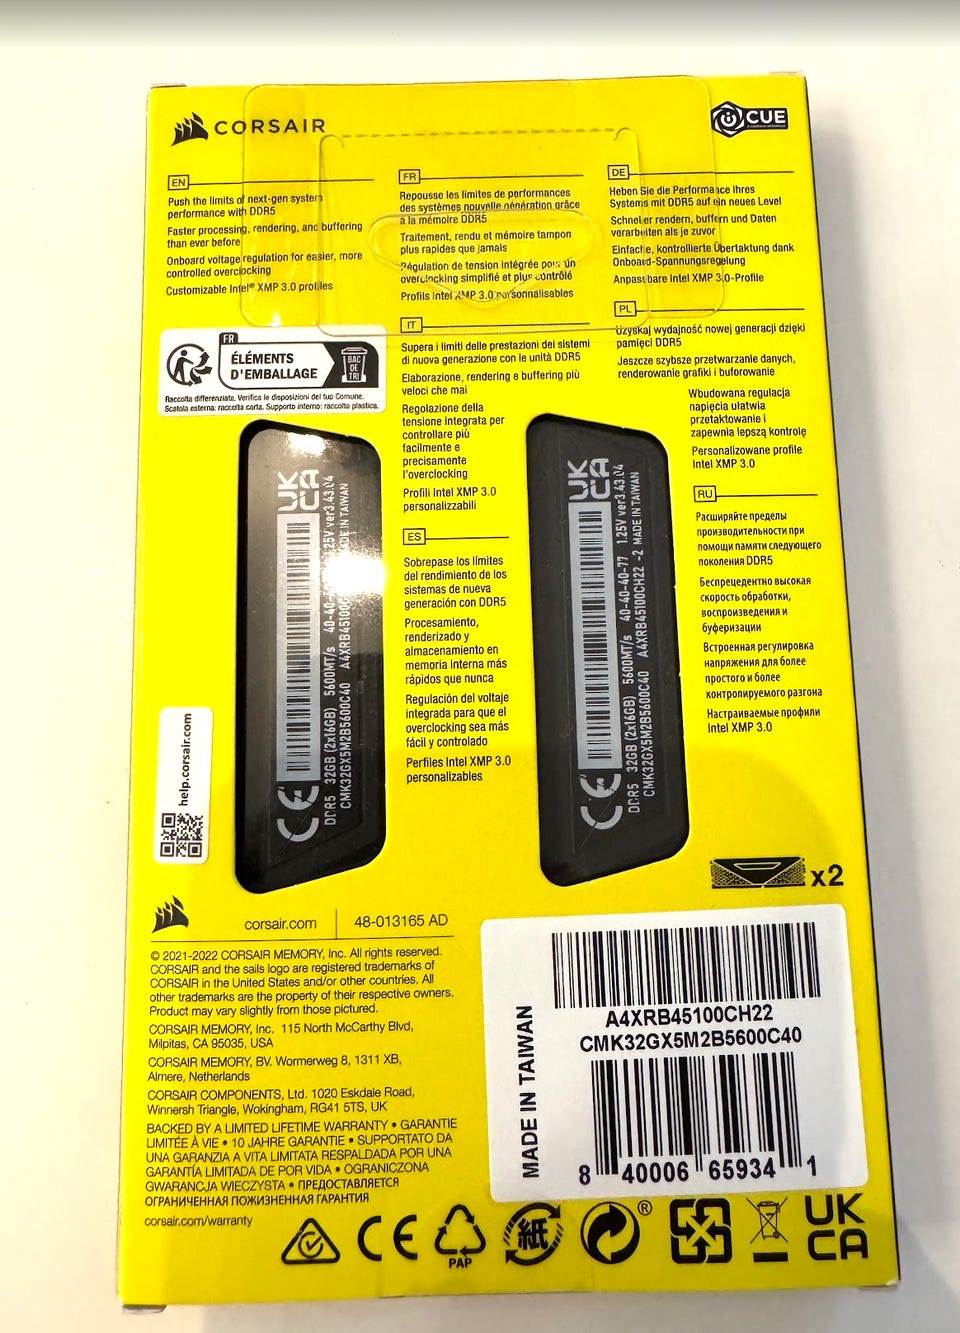 CORSAIR
iCUE
EN
Push the limits of next-gen system
performance with DDR5
Faster processing, rendering, and buffering
than ever before
Onboard voltage regulation for easier, more
controlled overclocking
Customizable Intel® XMP 3.0 profiles
FR
Repousse les limites de performances
des systèmes nouvelle génération grâce
à la mémoire DDR5
Traitement, rendu et mémoire tampon
plus rapides que jamais
Régulation de tension intégrée pour un
overclocking simplifié et plus contrôlé
Profils Intel XMP 3.0 personnalisables
DE
Heben Sie die Performance Ihres
Systems mit DDR5 auf ein neues Level
Schneller rendern, buffern und Daten
verarbeiten als je zuvor
Einfache, kontrollierte Übertaktung dank
Onboard-Spannungsregelung
Anpassbare Intel XMP 3.0-Profile
FR
ÉLÉMENTS
D'EMBALLAGE
BAC
DE
TRI
Raccolta differenziata. Verifica le disposizioni del tuo Comune.
Scatola esterna: raccolta carta. Supporto interno: raccolta plastica.
IT
Supera i limiti delle prestazioni dei sistemi
di nuova generazione con le unità DDR5
Elaborazione, rendering e buffering più
veloci che mai
Regolazione della
tensione integrata per
controllare più
facilmente e
precisamente
l'overclocking
Profili Intel XMP 3.0
personalizzabili
PL
Uzyskaj wydajność nowej generacji dzięki
pamięci DDR5
Jeszcze szybsze przetwarzanie danych,
renderowanie grafiki i buforowanie
Wbudowana regulacja
napięcia ułatwia
przetaktowanie i
zapewnia lepszą kontrolę
Personalizowane profile
Intel XMP 3.0
ES
Sobrepase los límites
del rendimiento de los
sistemas de nueva
generación con DDR5
Procesamiento,
renderizado y
almacenamiento en
memoria interna más
rápidos que nunca
Regulación del voltaje
integrada para que el
overclocking sea más
fácil y controlado
Perfiles Intel XMP 3.0
personalizables
RU
Расширяйте пределы
производительности при
помощи памяти следующего
поколения DDR5
Беспрецедентно высокая
скорость обработки,
воспроизведения и
буферизации
Встроенная регулировка
напряжения для более
простого и более
контролируемого разгона
Настраиваемые профили
Intel XMP 3.0
CE
UK
CA
DDR5 32GB (2x16GB) 5600MT/s 40-40- .25V ver3.43.04
CMK32GX5M2B5600C40 A4XRB45100 MADE IN TAIWAN
CE
UK
CA
DDR5 32GB (2x16GB) 5600MT/s 40-40-40-77 1.25V ver3.43.04
CMK32GX5M2B5600C40 A4XRB45100CH22 -2 MADE IN TAIWAN
help.corsair.com
x2
corsair.com
48-013165 AD
© 2021-2022 CORSAIR MEMORY, Inc. All rights reserved.
CORSAIR and the sails logo are registered trademarks of
CORSAIR in the United States and/or other countries. All
other trademarks are the property of their respective owners.
Product may vary slightly from those pictured.
CORSAIR MEMORY, Inc. 115 North McCarthy Blvd,
Milpitas, CA 95035, USA
CORSAIR MEMORY, BV. Wormerweg 8, 1311 XB,
Almere, Netherlands
CORSAIR COMPONENTS, Ltd. 1020 Eskdale Road,
Winnersh Triangle, Wokingham, RG41 5TS, UK
BACKED BY A LIMITED LIFETIME WARRANTY • GARANTIE
LIMITÉE À VIE • 10 JAHRE GARANTIE • SUPPORTATO DA
UNA GARANZIA A VITA LIMITATA RESPALDADA POR UNA
GARANTÍA LIMITADA DE POR VIDA • OGRANICZONA
GWARANCJA WIECZYSTA • ПРЕДОСТАВЛЯЕТСЯ
ОГРАНИЧЕННАЯ ПОЖИЗНЕННАЯ ГАРАНТИЯ
corsair.com/warranty
MADE IN TAIWAN
A4XRB45100CH22
CMK32GX5M2B5600C40
8 40006 65934 1
CE
PAP
紙
®
UK
CA